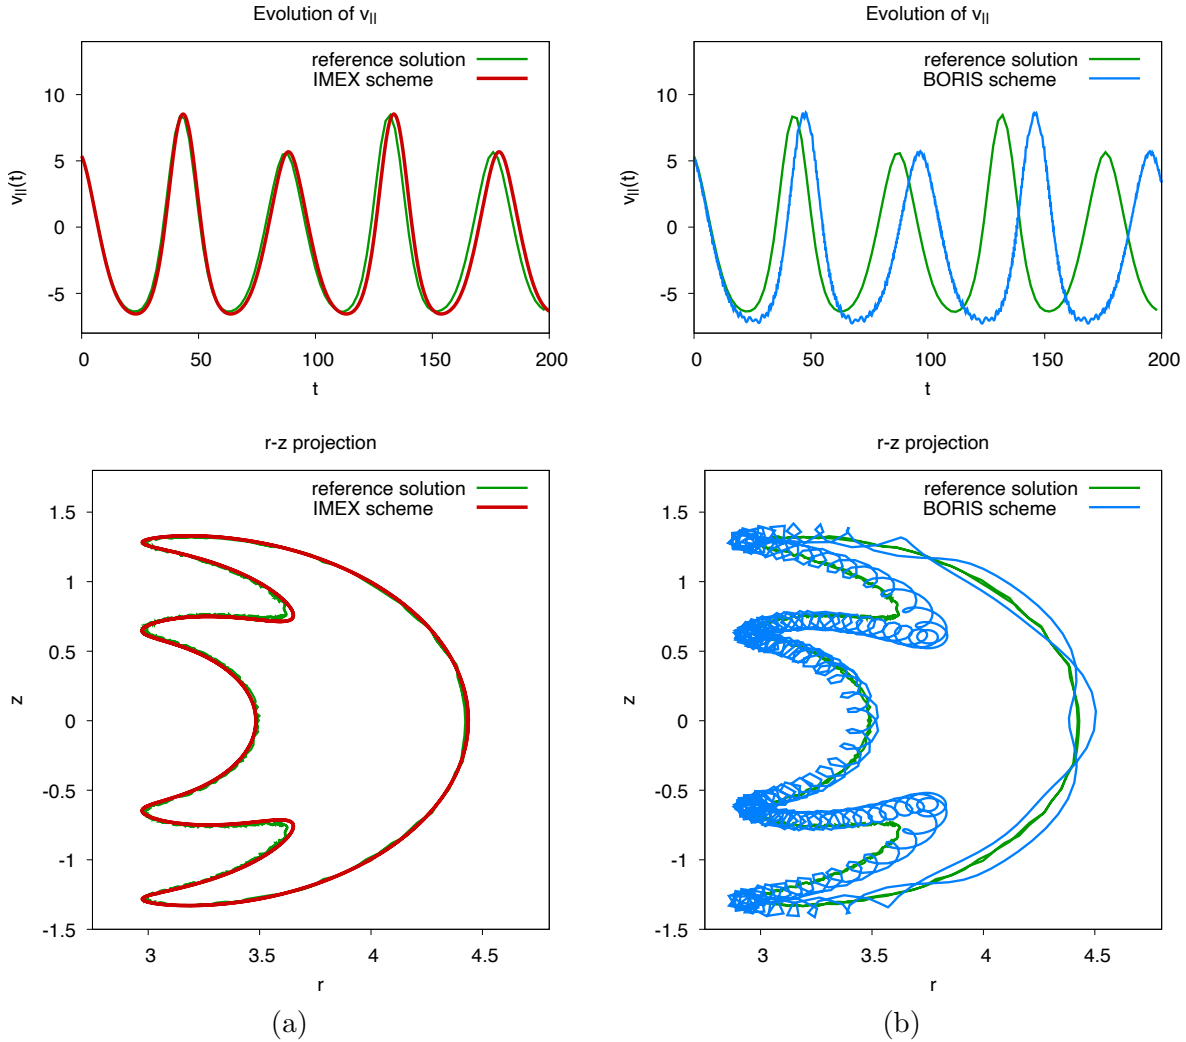 Evolution of v||
reference solution
IMEX scheme
10
5
0
-5
v||(t)
0 50 100 150 200
t
Evolution of v||
reference solution
BORIS scheme
10
5
0
-5
v||(t)
0 50 100 150 200
t
r-z projection
reference solution
IMEX scheme
1.5
1
0.5
0
-0.5
-1
-1.5
z
3 3.5 4 4.5
r
(a)
r-z projection
reference solution
BORIS scheme
1.5
1
0.5
0
-0.5
-1
-1.5
z
3 3.5 4 4.5
r
(b)